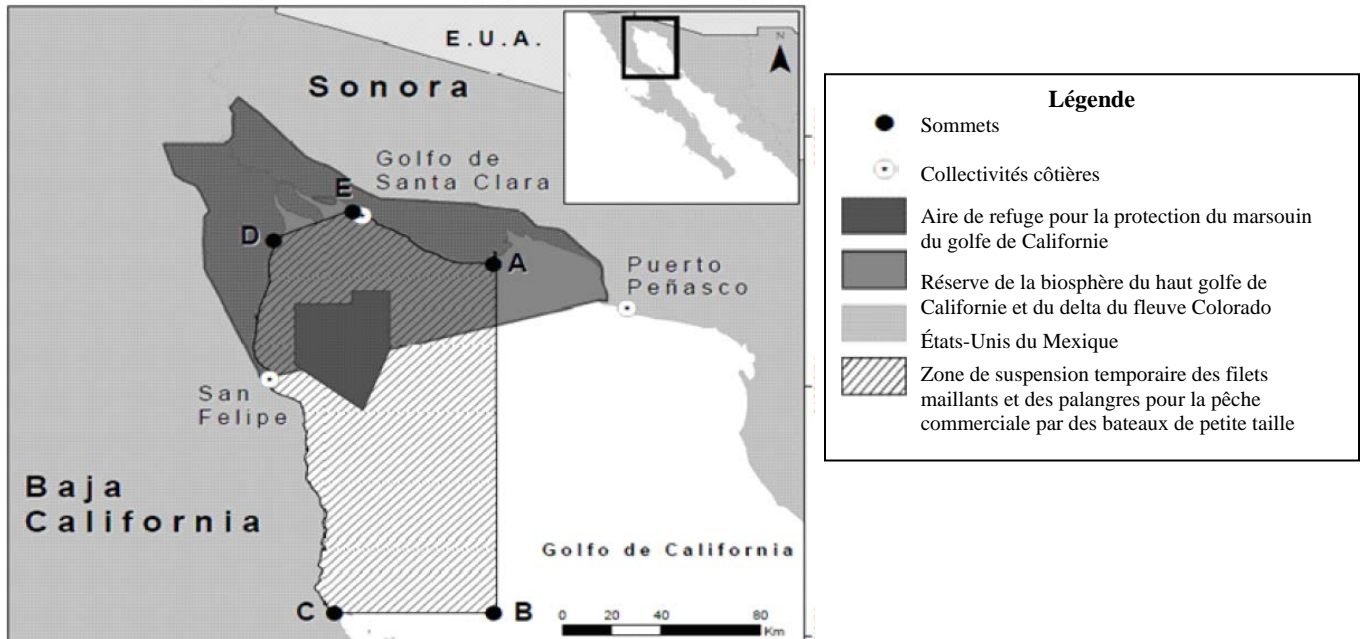 E.U.A.
N
Sonora
Golfo de
Santa Clara
E
D
A
Puerto
Peñasco
San
Felipe
Baja
California
Golfo de California
C
B
0 20 40 80
Km
Légende
Sommets
Collectivités côtières
Aire de refuge pour la protection du marsouin
du golfe de Californie
Réserve de la biosphère du haut golfe de
Californie et du delta du fleuve Colorado
États-Unis du Mexique
Zone de suspension temporaire des filets
maillants et des palangres pour la pêche
commerciale par des bateaux de petite taille